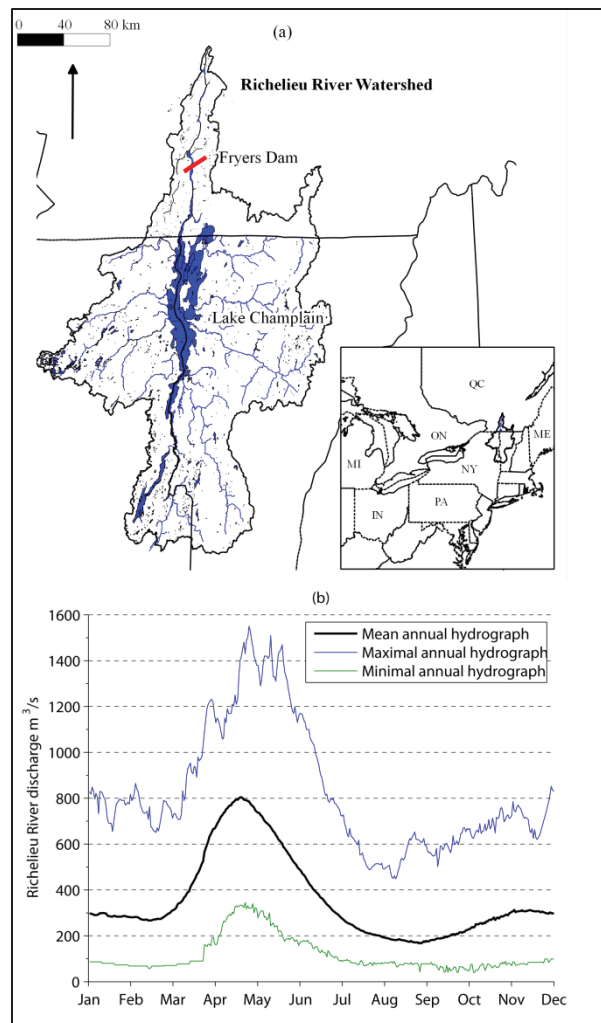 0 40 80 km
(a)
Richelieu River Watershed
Fryers Dam
Lake Champlain
QC
ON
ME
MI
NY
PA
IN
(b)
1600
1400
1200
1000
800
600
400
200
0
Richelieu River discharge m³/s
Mean annual hydrograph
Maximal annual hydrograph
Minimal annual hydrograph
Jan Feb Mar Apr May Jun Jul Aug Sep Oct Nov Dec